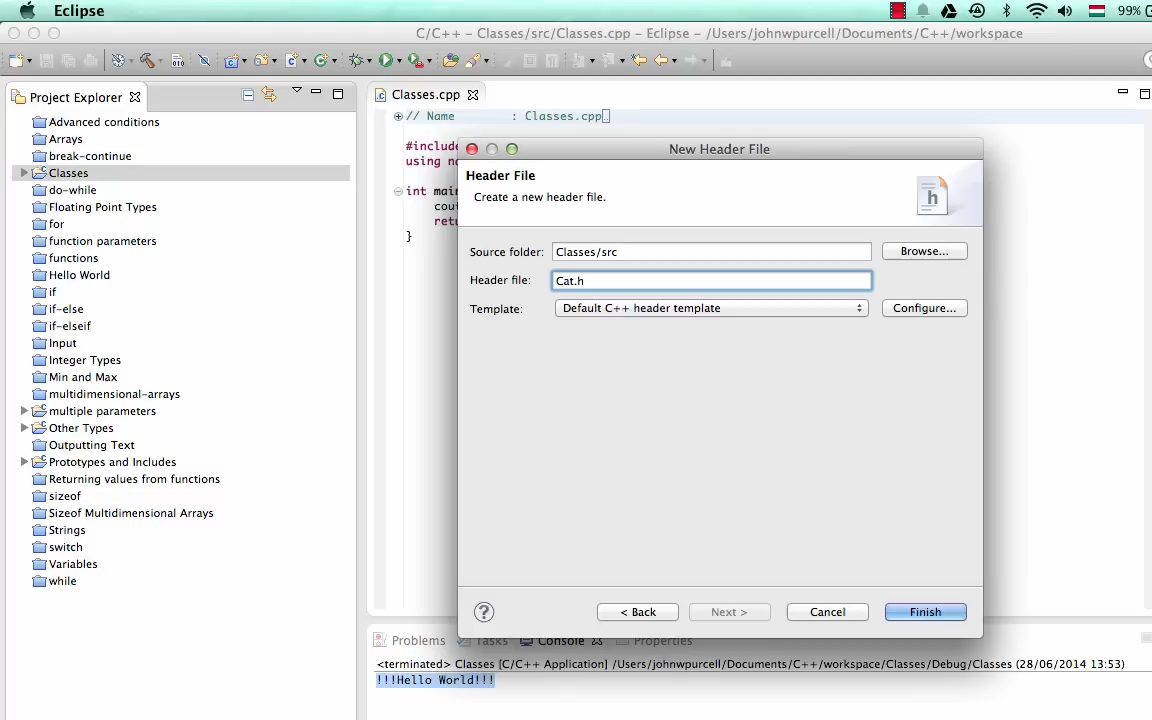 Eclipse
99%
C/C++ - Classes/src/Classes.cpp - Eclipse - /Users/johnwpurcell/Documents/C++/workspace
Project Explorer
Advanced conditions
Arrays
break-continue
Classes
do-while
Floating Point Types
for
function parameters
functions
Hello World
if
if-else
if-elseif
Input
Integer Types
Min and Max
multidimensional-arrays
multiple parameters
Other Types
Outputting Text
Prototypes and Includes
Returning values from functions
sizeof
Sizeof Multidimensional Arrays
Strings
switch
Variables
while
Classes.cpp
// Name : Classes.cpp
#include
using
int
}
New Header File
Header File
Create a new header file.
h
Source folder: Classes/src Browse...
Header file: Cat.h
Template: Default C++ header template Configure...
? < Back Next > Cancel Finish
Problems Tasks Console Properties
<terminated> Classes [C/C++ Application] /Users/johnwpurcell/Documents/C++/workspace/Classes/Debug/Classes (28/06/2014 13:53)
!!!Hello World!!!